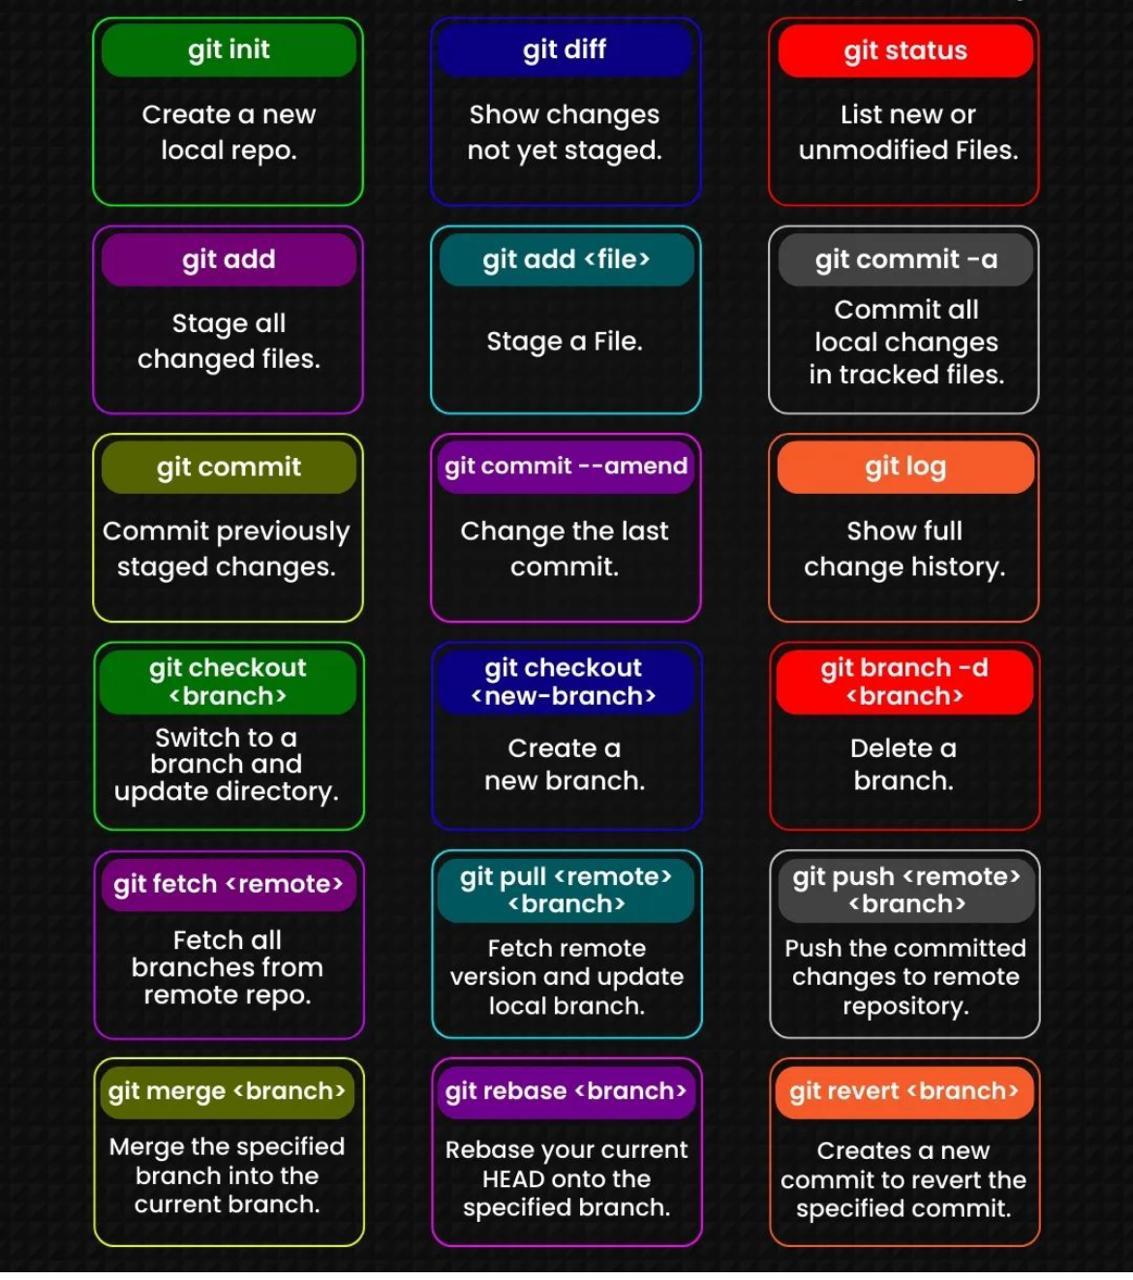 git init
Create a new
local repo.
git diff
Show changes
not yet staged.
git status
List new or
unmodified Files.
git add
Stage all
changed files.
git add <file>
Stage a File.
git commit -a
Commit all
local changes
in tracked files.
git commit
Commit previously
staged changes.
git commit --amend
Change the last
commit.
git log
Show full
change history.
git checkout
<branch>
Switch to a
branch and
update directory.
git checkout
<new-branch>
Create a
new branch.
git branch -d
<branch>
Delete a
branch.
git fetch <remote>
Fetch all
branches from
remote repo.
git pull <remote>
<branch>
Fetch remote
version and update
local branch.
git push <remote>
<branch>
Push the committed
changes to remote
repository.
git merge <branch>
Merge the specified
branch into the
current branch.
git rebase <branch>
Rebase your current
HEAD onto the
specified branch.
git revert <branch>
Creates a new
commit to revert the
specified commit.